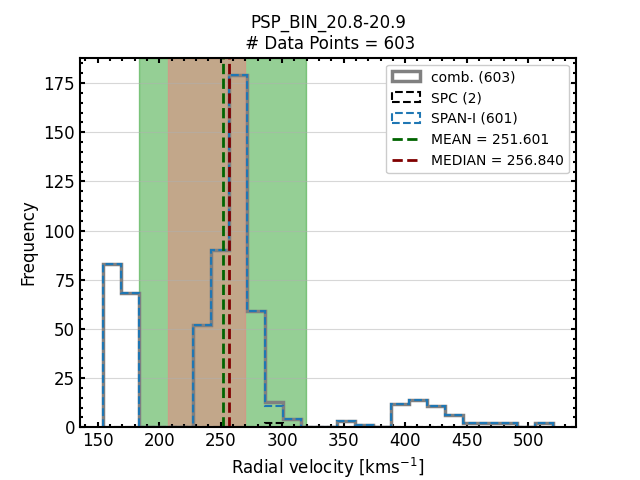 PSP_BIN_20.8-20.9
# Data Points = 603
comb. (603)
SPC (2)
SPAN-I (601)
MEAN = 251.601
MEDIAN = 256.840
Frequency
175
150
125
100
75
50
25
0
150 200 250 300 350 400 450 500
Radial velocity [kms⁻¹]